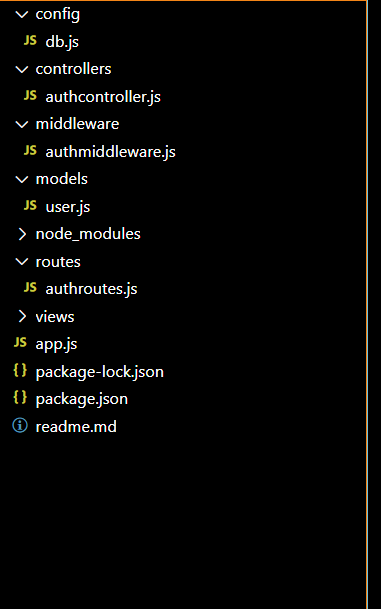 config
JS db.js
controllers
JS authcontroller.js
middleware
JS authmiddleware.js
models
JS user.js
node_modules
routes
JS authroutes.js
views
JS app.js
{} package-lock.json
{} package.json
readme.md